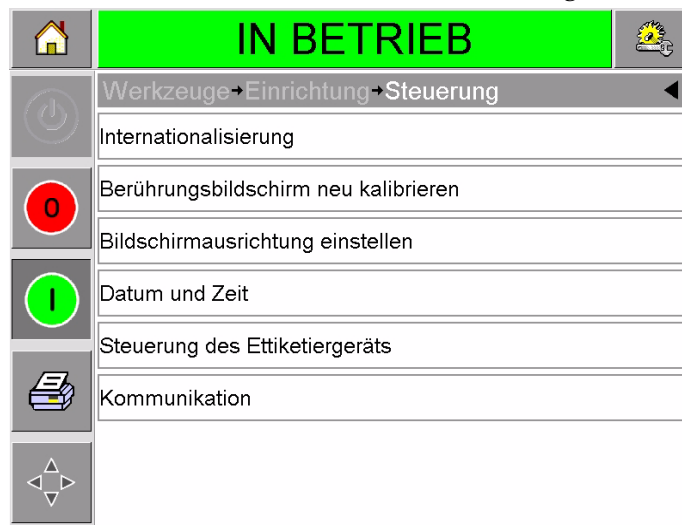 IN BETRIEB
Werkzeuge→Einrichtung→Steuerung
Internationalisierung
Berührungsbildschirm neu kalibrieren
0
Bildschirmausrichtung einstellen
I
Datum und Zeit
Steuerung des Ettiketiergeräts
Kommunikation